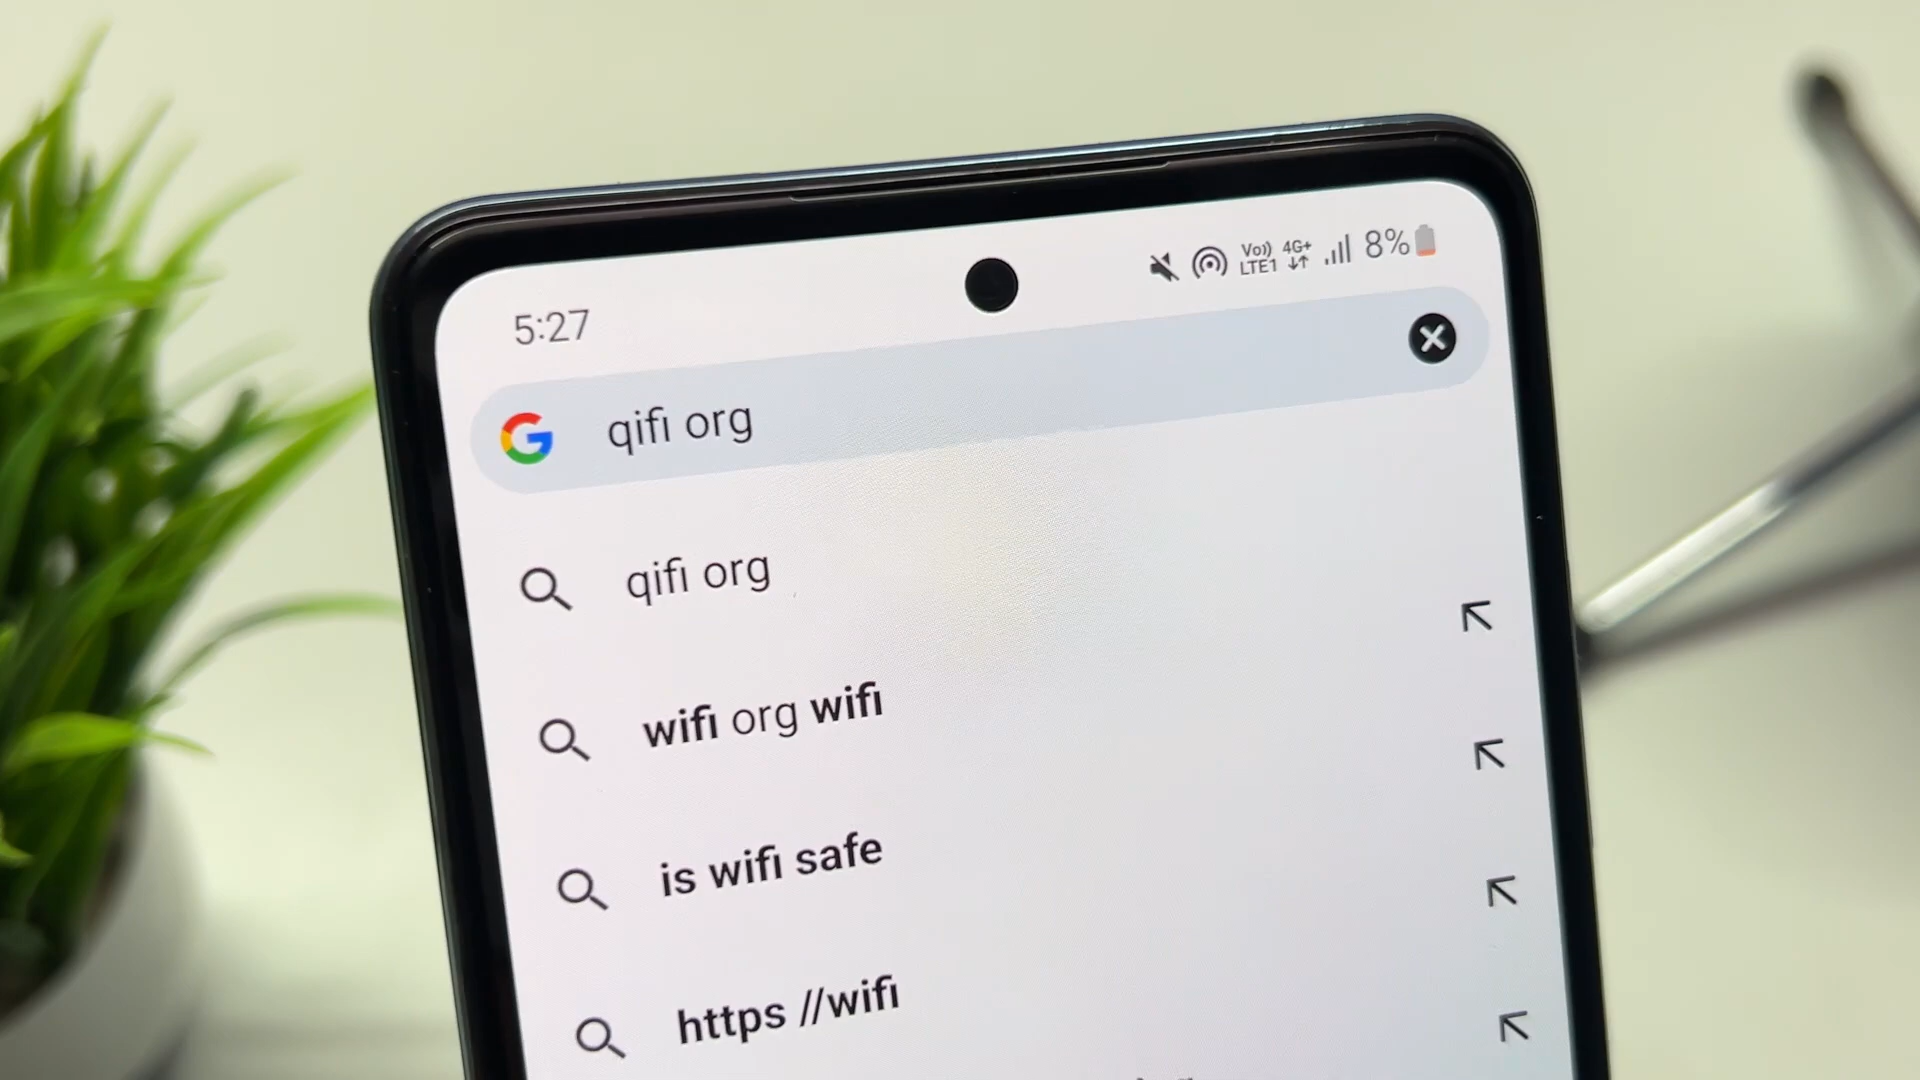 5:27
Vo)) LTE1 4G+ 8%
qifi org
qifi org
wifi org wifi
is wifi safe
https //wifi